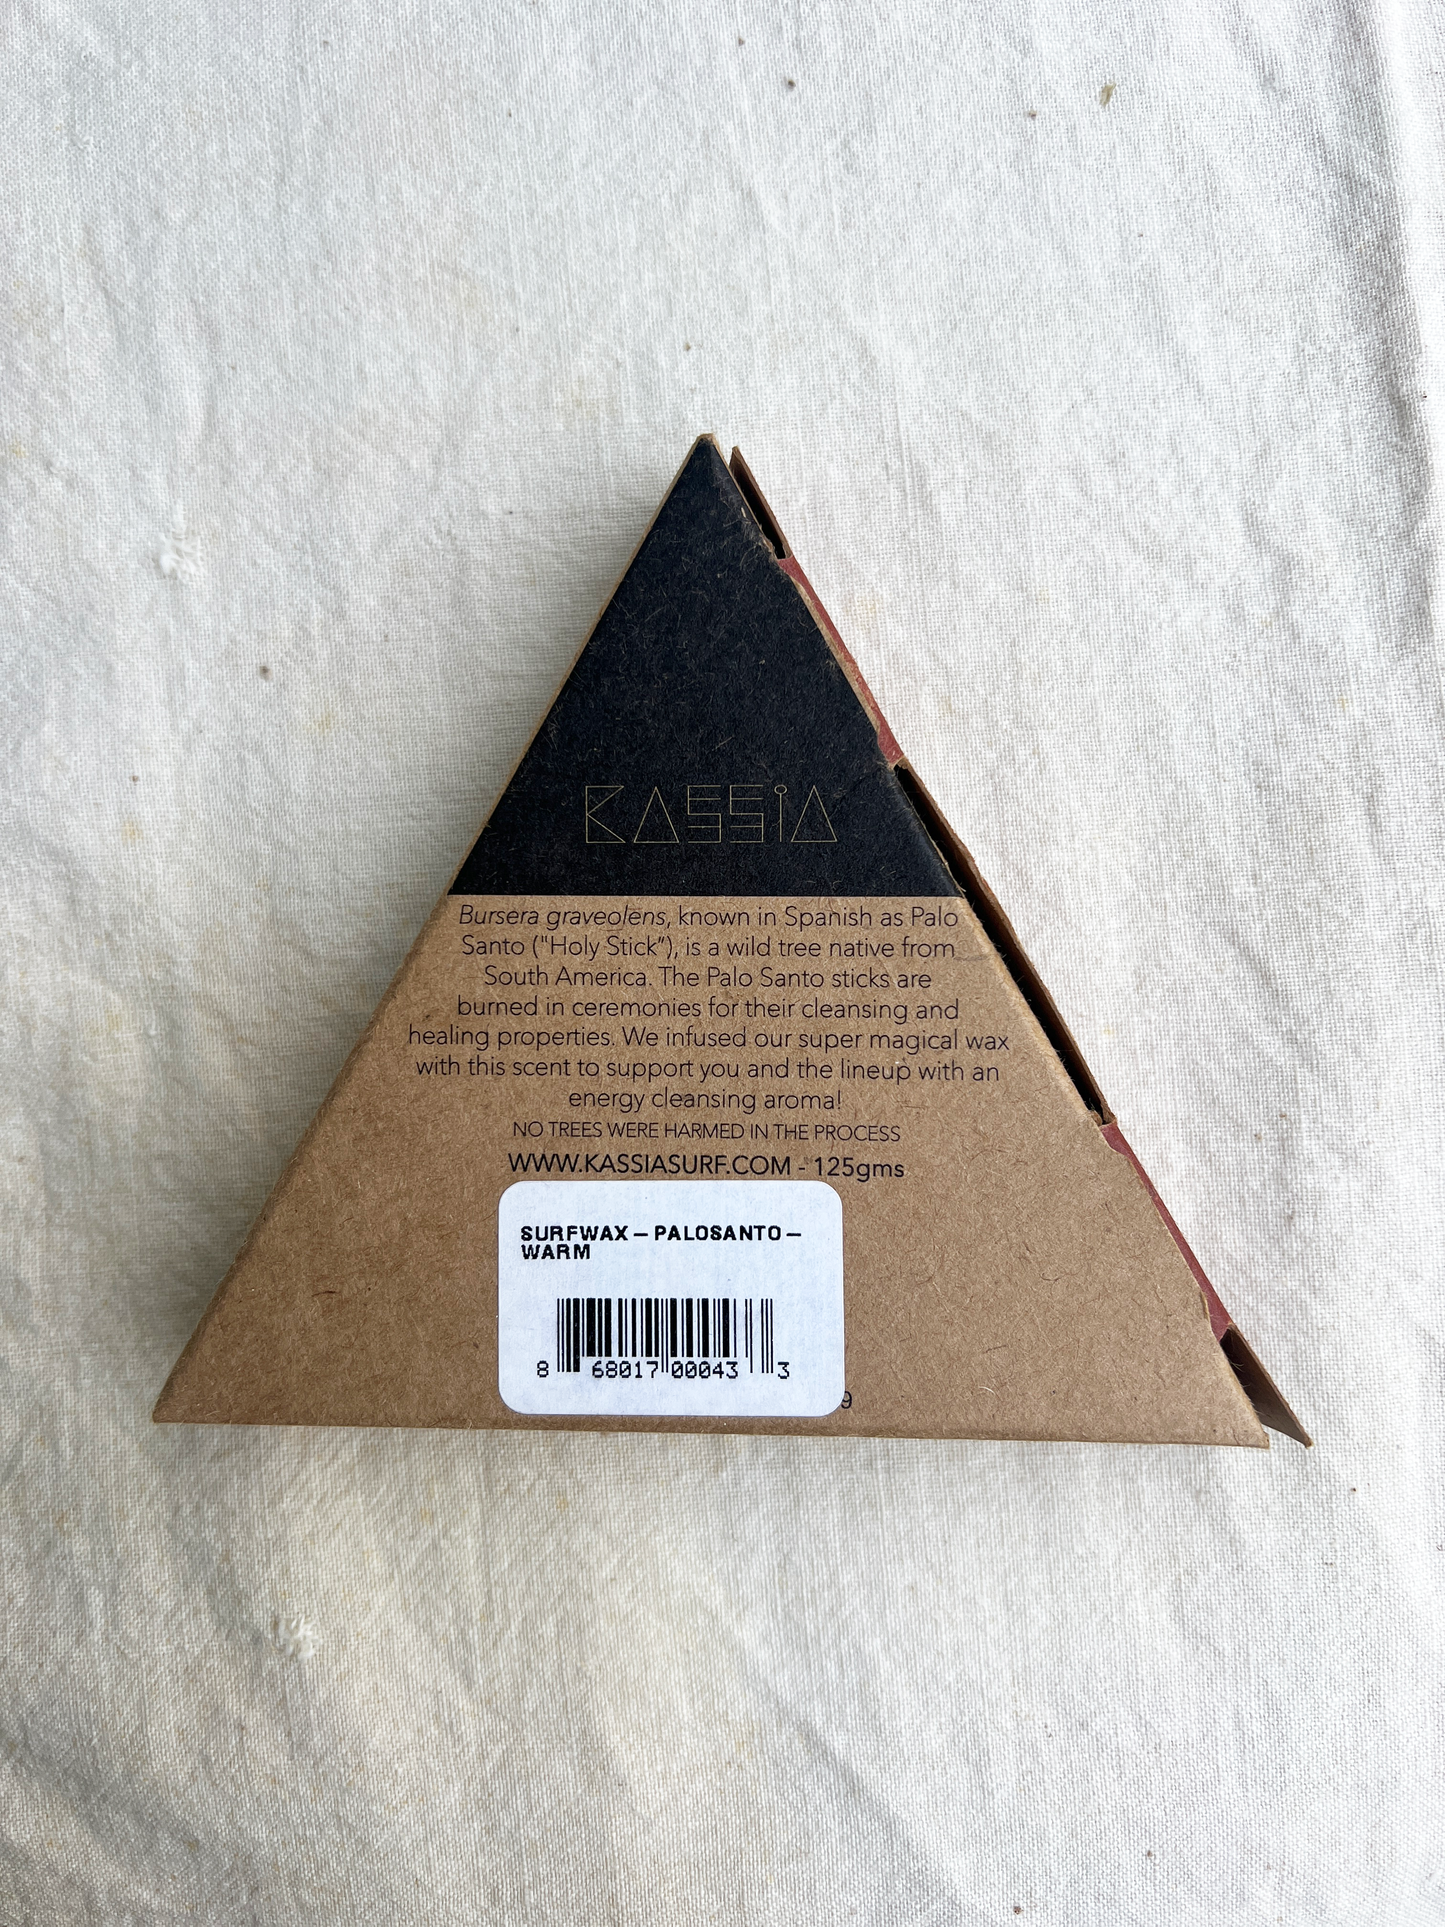 KASSiA
Bursera graveolens, known in Spanish as Palo
Santo ("Holy Stick"), is a wild tree native from
South America. The Palo Santo sticks are
burned in ceremonies for their cleansing and
healing properties. We infused our super magical wax
with this scent to support you and the lineup with an
energy cleansing aroma!
NO TREES WERE HARMED IN THE PROCESS
WWW.KASSIASURF.COM - 125gms
SURFWAX – PALOSANTO –
WARM
8 68017 00043 3
9